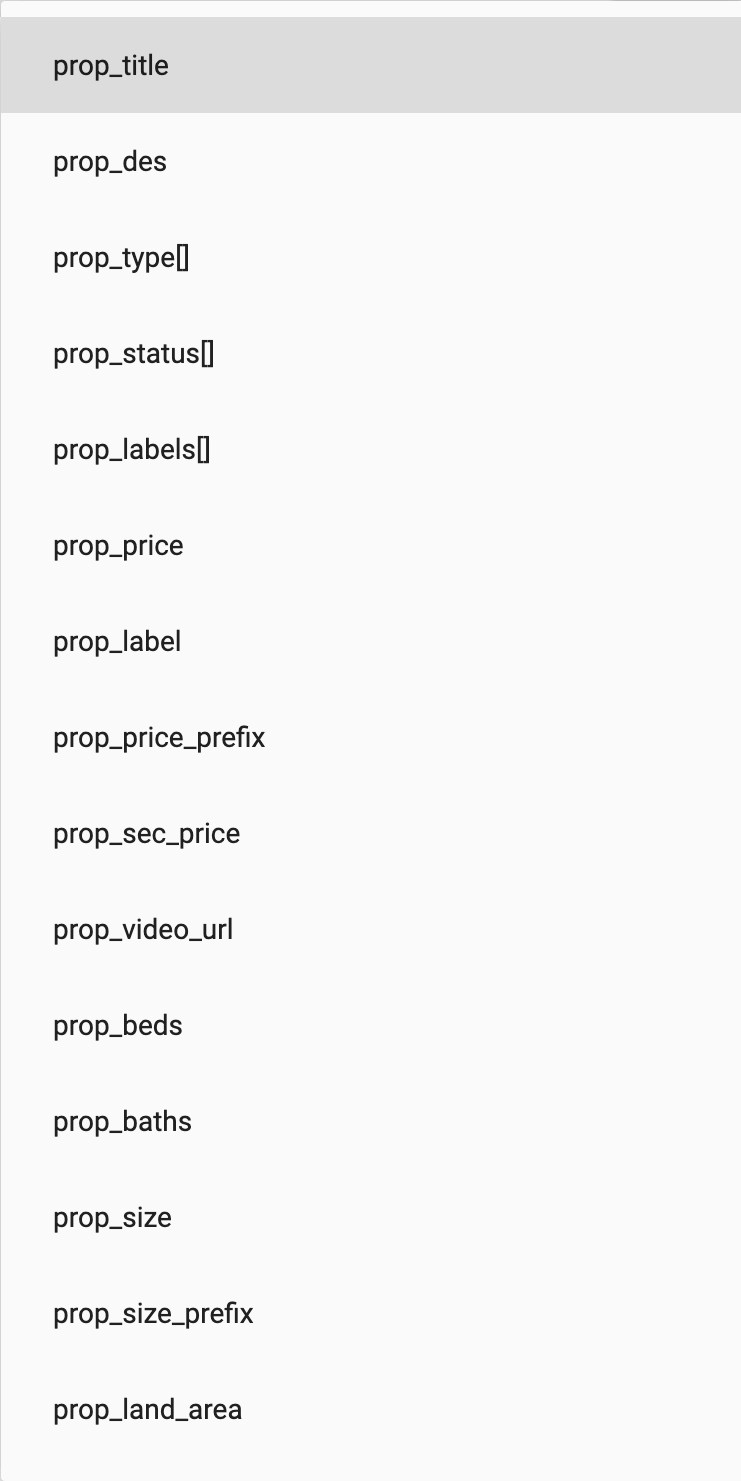 prop_title
prop_des
prop_type[]
prop_status[]
prop_labels[]
prop_price
prop_label
prop_price_prefix
prop_sec_price
prop_video_url
prop_beds
prop_baths
prop_size
prop_size_prefix
prop_land_area